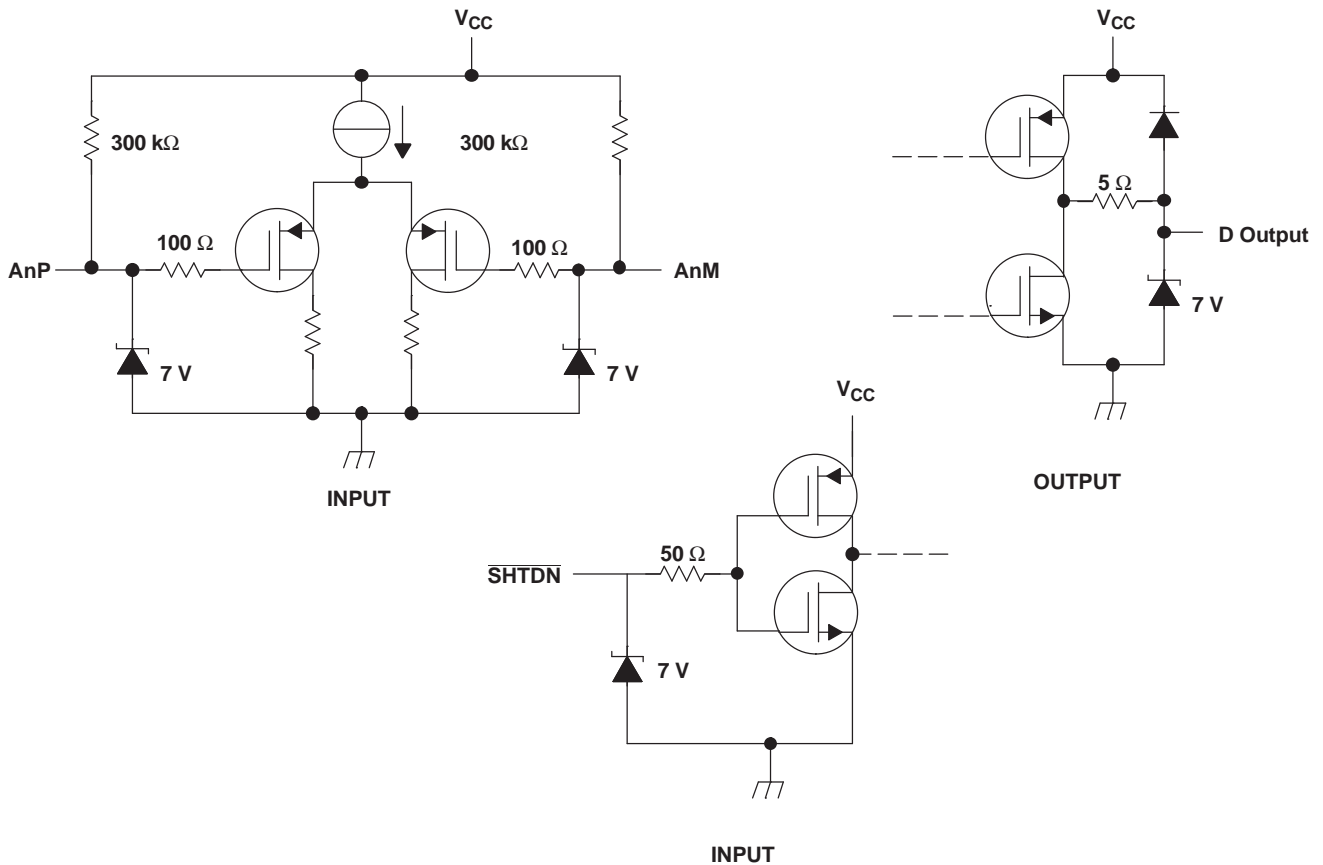 VCC
300 kΩ
300 kΩ
100 Ω
100 Ω
AnP
AnM
7 V
7 V
INPUT
VCC
5 Ω
D Output
7 V
OUTPUT
VCC
SHTDN
50 Ω
7 V
INPUT